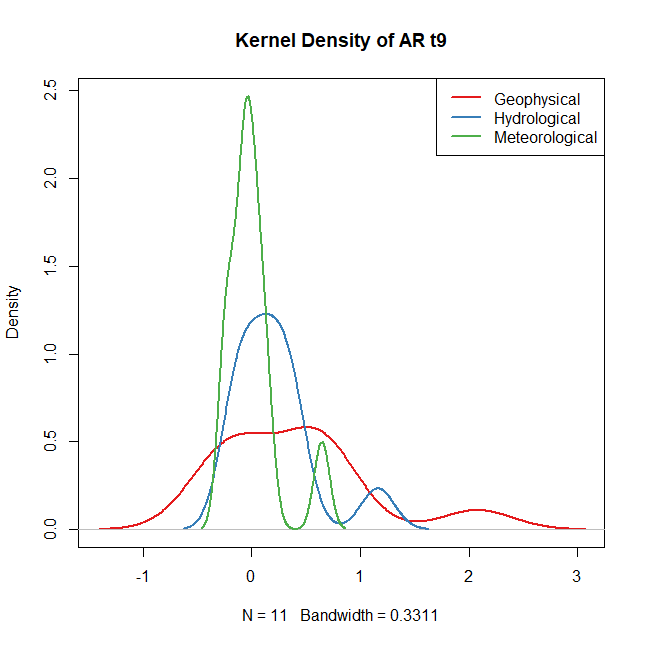 Kernel Density of AR t9
Geophysical
Hydrological
Meteorological
2.5
2.0
1.5
1.0
0.5
0.0
Density
-1 0 1 2 3
N = 11 Bandwidth = 0.3311